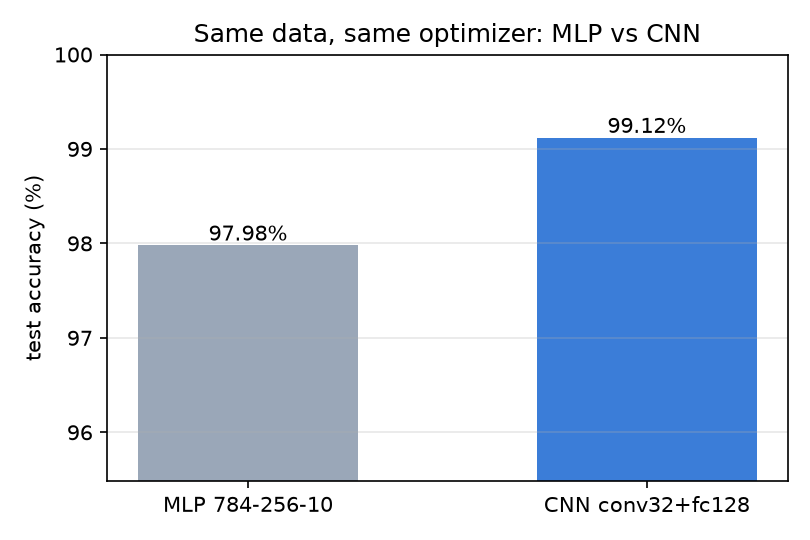 Same data, same optimizer: MLP vs CNN
100
99
98
97
96
test accuracy (%)
97.98%
99.12%
MLP 784-256-10
CNN conv32+fc128